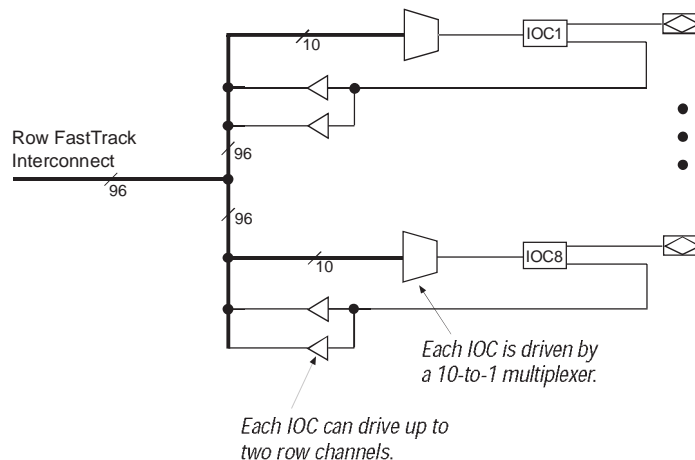 10
IOC1
96
Row FastTrack
Interconnect
96
96
10
IOC8
Each IOC is driven by
a 10-to-1 multiplexer.
Each IOC can drive up to
two row channels.